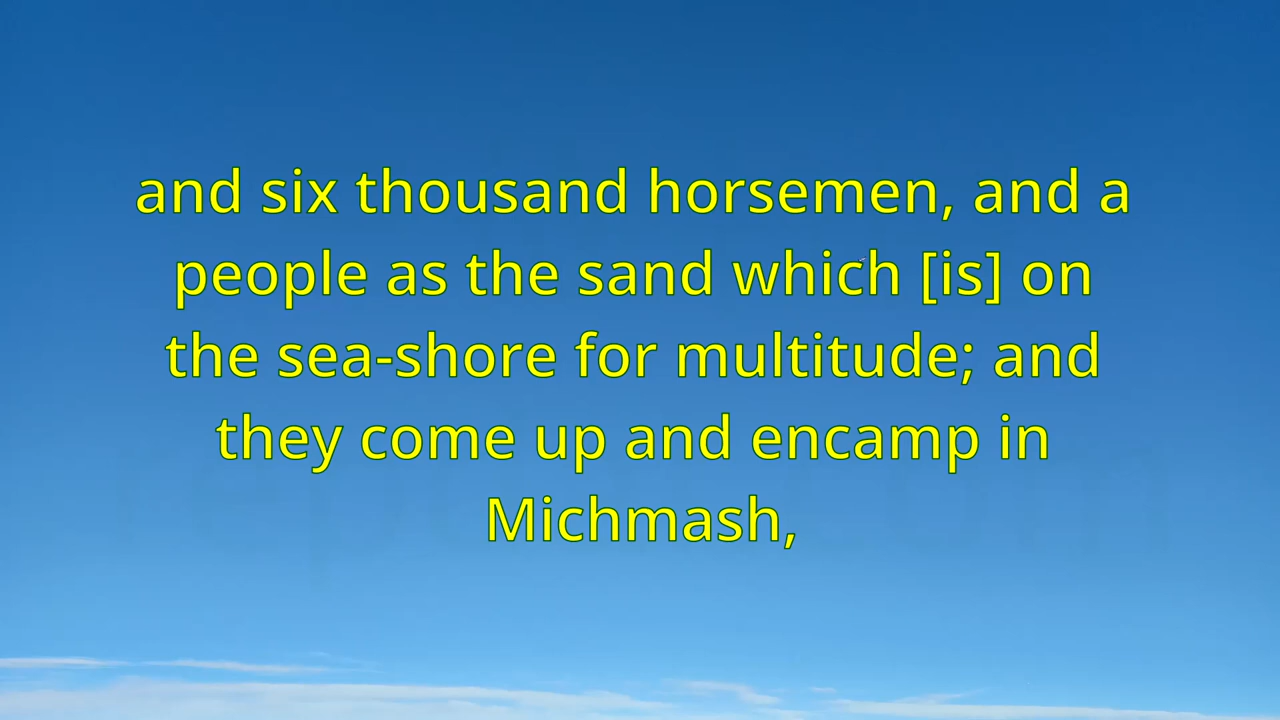 and six thousand horsemen, and a
people as the sand which [is] on
the sea-shore for multitude; and
they come up and encamp in
Michmash,